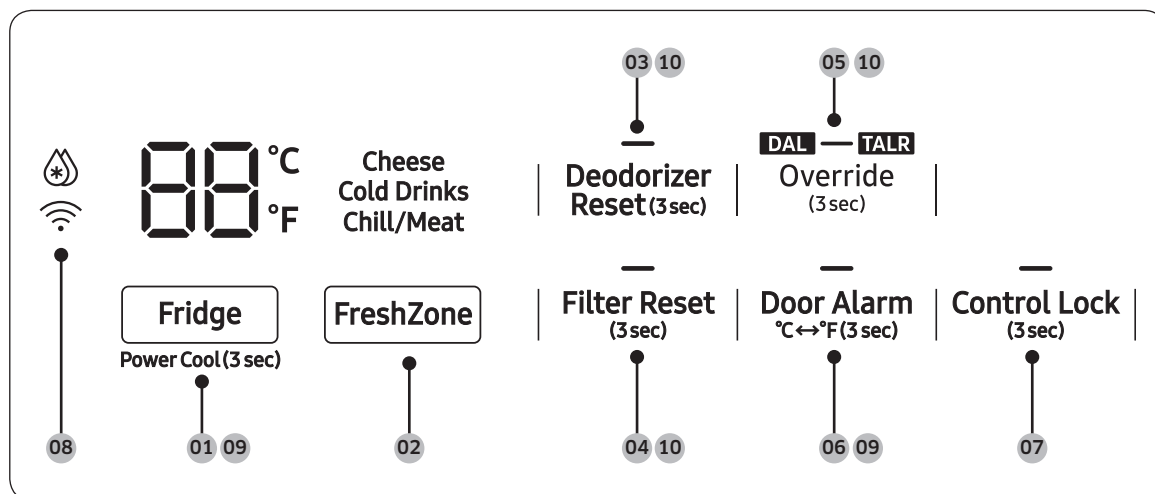 03 10
05 10
88 °C
°F
Cheese
Cold Drinks
Chill/Meat
Deodorizer
Reset (3 sec)
DAL TALR
Override
(3 sec)
Fridge
Power Cool (3 sec)
FreshZone
Filter Reset
(3 sec)
Door Alarm
°C↔°F (3 sec)
Control Lock
(3 sec)
08
01 09
02
04 10
06 09
07